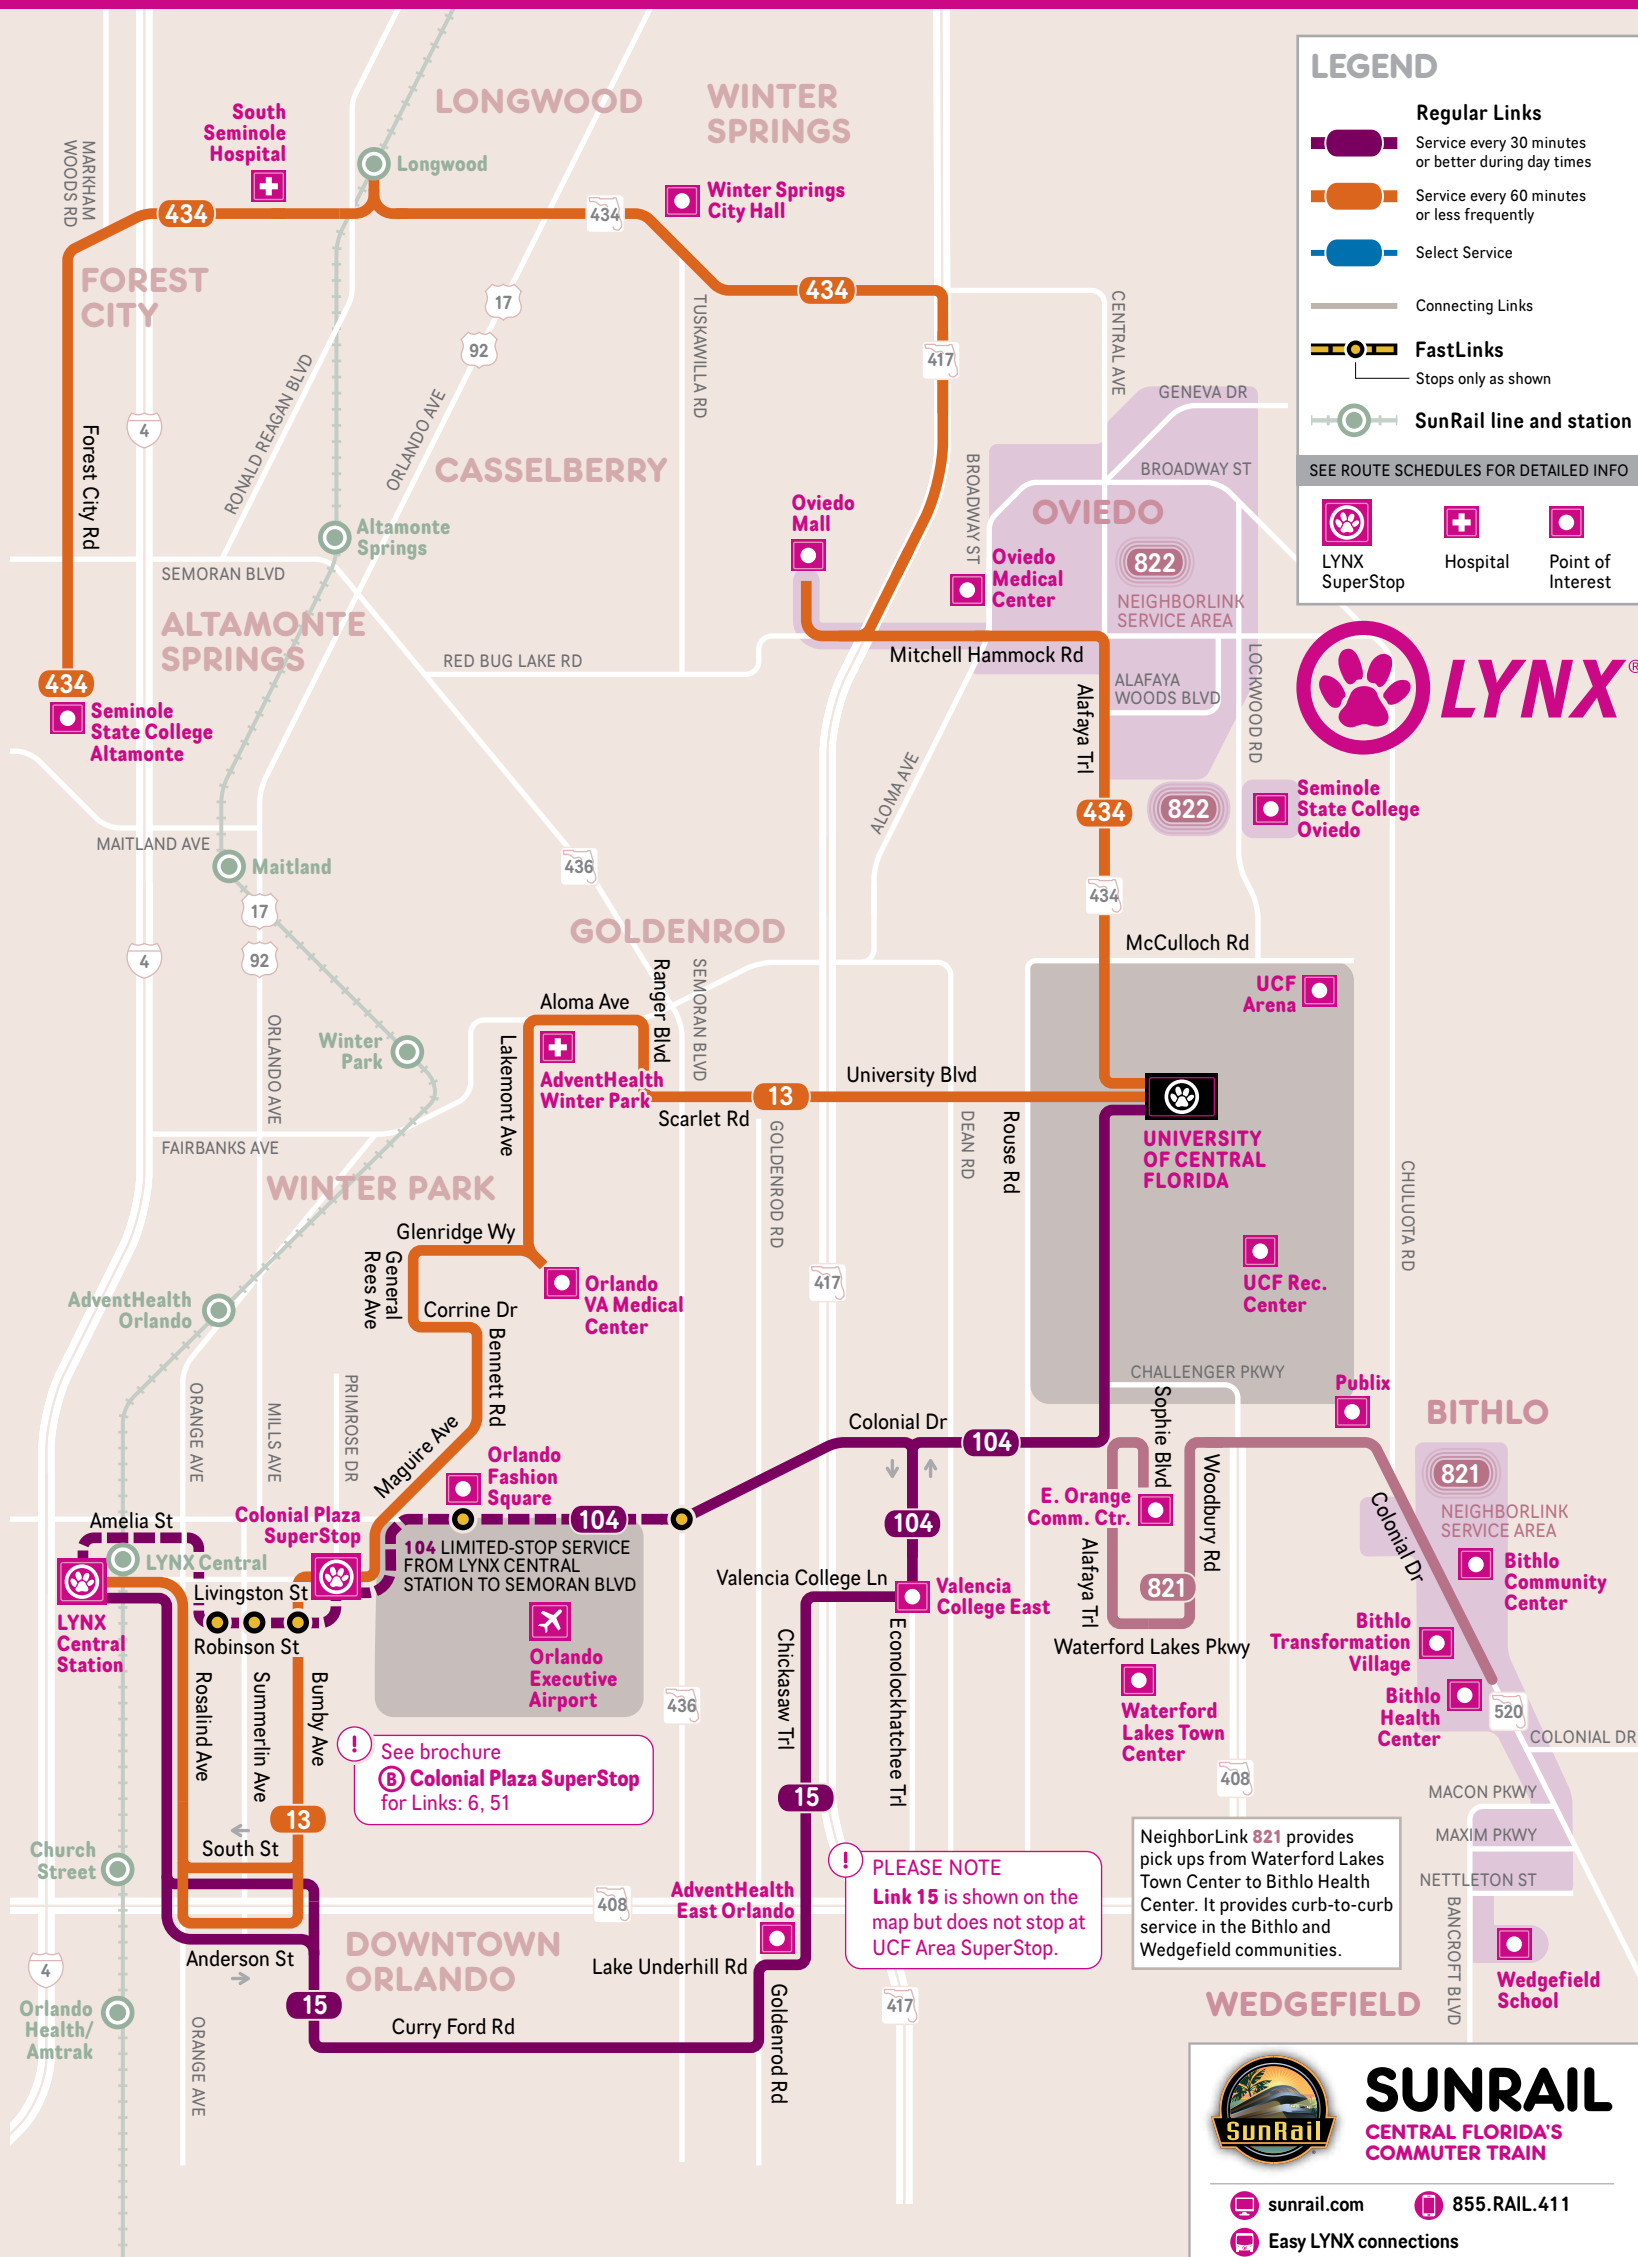 LONGWOOD
WINTER
SPRINGS
South
Seminole
Hospital
Longwood
MARKHAM
WOODS RD
434
434
Winter Springs
City Hall
FOREST
CITY
17
92
434
TUSKAWILLA RD
417
CENTRAL AVE
RONALD REAGAN BLVD
ORLANDO AVE
4
Forest City Rd
CASSELBERRY
GENEVA DR
BROADWAY ST
BROADWAY ST
OVIEDO
Oviedo
Mall
Altamonte
Springs
Oviedo
Medical
Center
822
NEIGHBORLINK
SERVICE AREA
SEMORAN BLVD
ALTAMONTE
SPRINGS
RED BUG LAKE RD
Mitchell Hammock Rd
LOCKWOOD RD
ALAFAYA
WOODS BLVD
Alafaya Trl
434
Seminole
State College
Altamonte
ALOMA AVE
434
822
Seminole
State College
Oviedo
MAITLAND AVE
Maitland
436
434
17
92
4
GOLDENROD
McCulloch Rd
UCF
Arena
Aloma Ave
Ranger Blvd
SEMORAN BLVD
Lakemont Ave
ORLANDO AVE
Winter
Park
AdventHealth
Winter Park
University Blvd
13
Scarlet Rd
GOLDENROD RD
DEAN RD
Rouse Rd
UNIVERSITY
OF CENTRAL
FLORIDA
FAIRBANKS AVE
WINTER PARK
CHULUOTA RD
Glenridge Wy
General
Rees Ave
Orlando
VA Medical
Center
417
UCF Rec.
Center
AdventHealth
Orlando
Corrine Dr
Bennett Rd
CHALLENGER PKWY
Publix
BITHLO
ORANGE AVE
MILLS AVE
PRIMROSE DR
Maguire Ave
Orlando
Fashion
Square
Colonial Dr
104
Sophie Blvd
Woodbury Rd
821
NEIGHBORLINK
SERVICE AREA
E. Orange
Comm. Ctr.
Colonial Dr
Amelia St
Colonial Plaza
SuperStop
104
104
104 LIMITED-STOP SERVICE
FROM LYNX CENTRAL
STATION TO SEMORAN BLVD
LYNX Central
Livingston St
Valencia College Ln
Valencia
College East
Alafaya Trl
821
Bithlo
Community
Center
LYNX
Central
Station
Robinson St
Orlando
Executive
Airport
Chickasaw Trl
Econolockhatchee Trl
Waterford Lakes Pkwy
Bithlo
Transformation
Village
Rosalind Ave
Summerlin Ave
Bumby Ave
436
Waterford
Lakes Town
Center
Bithlo
Health
Center
520
COLONIAL DR
!
See brochure
B Colonial Plaza SuperStop
for Links: 6, 51
15
408
MACON PKWY
MAXIM PKWY
NETTLETON ST
13
South St
Church
Street
NeighborLink 821 provides
pick ups from Waterford Lakes
Town Center to Bithlo Health
Center. It provides curb-to-curb
service in the Bithlo and
Wedgefield communities.
!
PLEASE NOTE
Link 15 is shown on the
map but does not stop at
UCF Area SuperStop.
408
AdventHealth
East Orlando
DOWNTOWN
ORLANDO
Anderson St
Lake Underhill Rd
BANCROFT BLVD
Wedgefield
School
WEDGEFIELD
4
15
417
Orlando
Health/
Amtrak
Curry Ford Rd
Goldenrod Rd
ORANGE AVE
LEGEND
Regular Links
Service every 30 minutes
or better during day times
Service every 60 minutes
or less frequently
Select Service
Connecting Links
FastLinks
Stops only as shown
SunRail line and station
SEE ROUTE SCHEDULES FOR DETAILED INFO
LYNX
SuperStop
Hospital
Point of
Interest
LYNX®
SunRail
SUNRAIL
CENTRAL FLORIDA'S
COMMUTER TRAIN
sunrail.com
855.RAIL.411
Easy LYNX connections